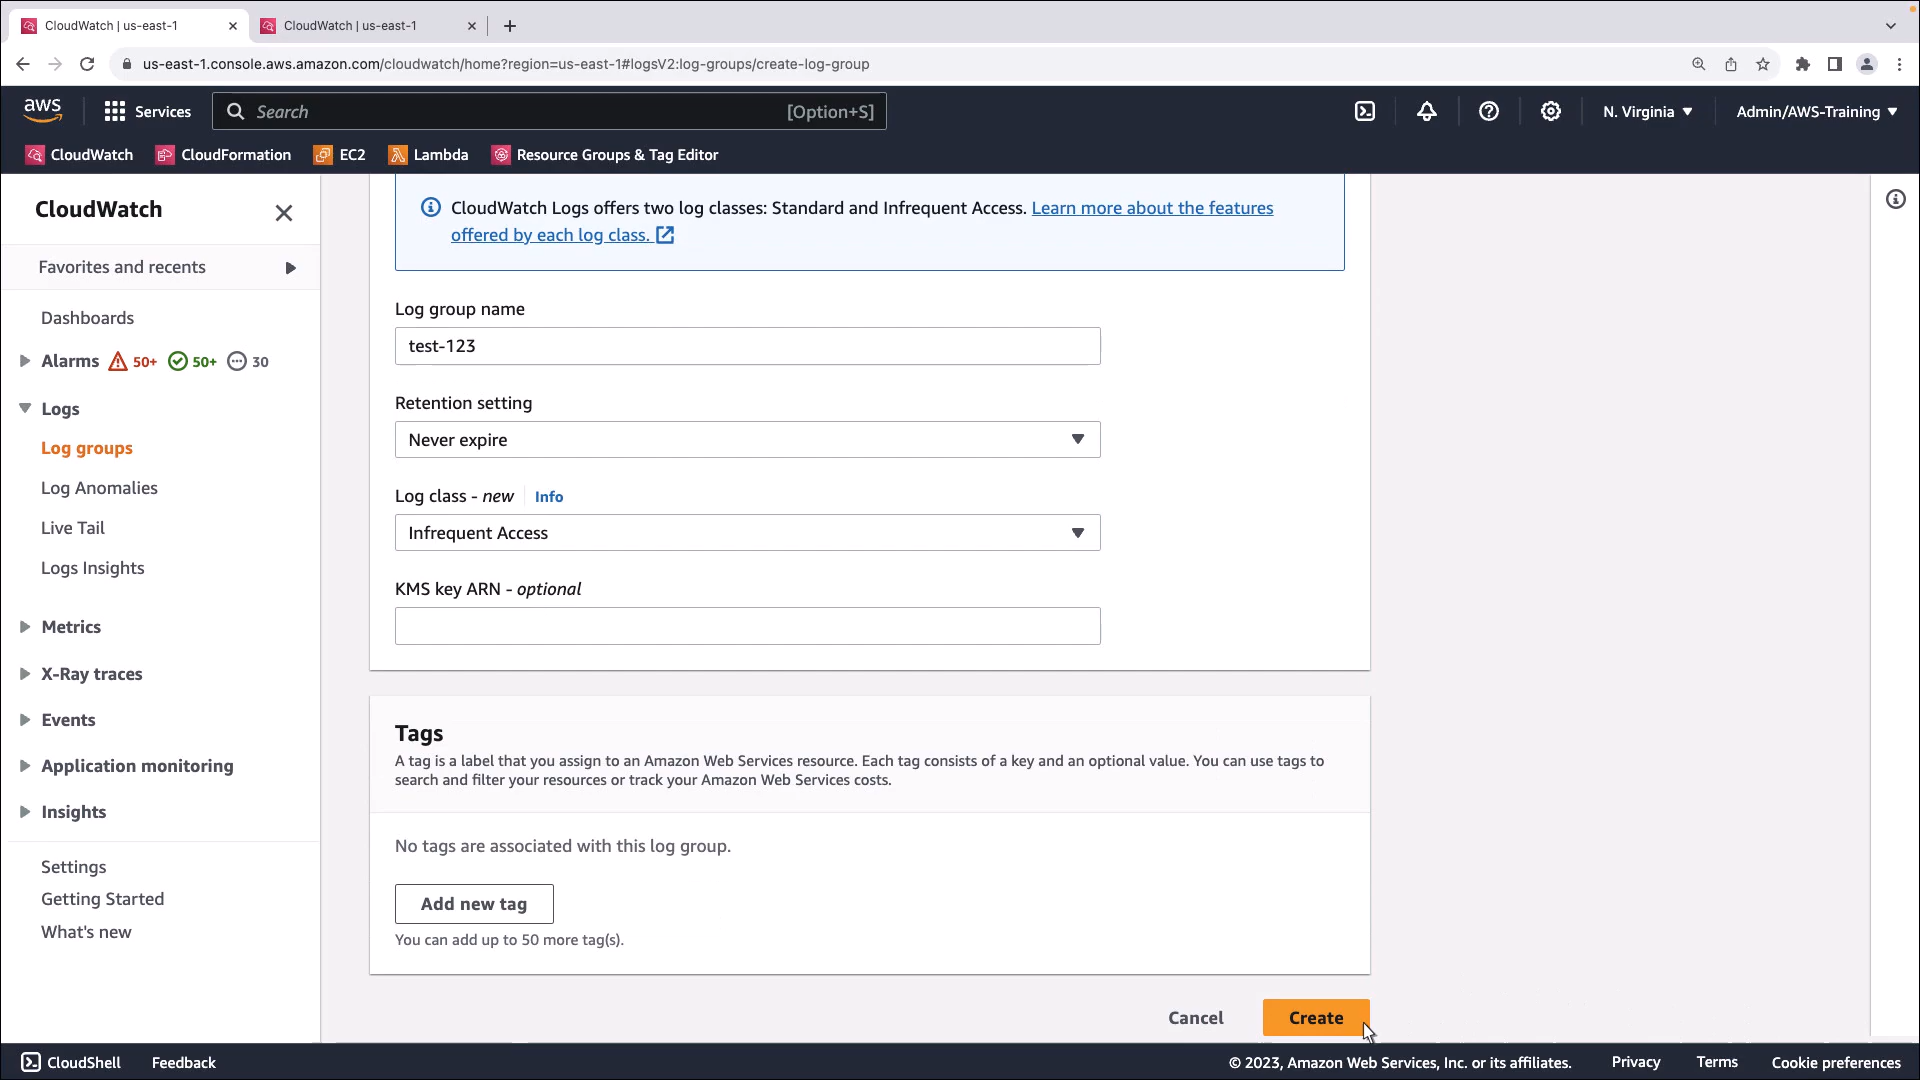 CloudWatch | us-east-1
CloudWatch | us-east-1
us-east-1.console.aws.amazon.com/cloudwatch/home?region=us-east-1#logsV2:log-groups/create-log-group
aws
Services
Search
[Option+S]
N. Virginia
Admin/AWS-Training
CloudWatch
CloudFormation
EC2
Lambda
Resource Groups & Tag Editor
CloudWatch
Favorites and recents
Dashboards
Alarms 50+ 50+ 30
Logs
Log groups
Log Anomalies
Live Tail
Logs Insights
Metrics
X-Ray traces
Events
Application monitoring
Insights
Settings
Getting Started
What's new
CloudWatch Logs offers two log classes: Standard and Infrequent Access. Learn more about the features
offered by each log class.
Log group name
test-123
Retention setting
Never expire
Log class - new Info
Infrequent Access
KMS key ARN - optional
Tags
A tag is a label that you assign to an Amazon Web Services resource. Each tag consists of a key and an optional value. You can use tags to
search and filter your resources or track your Amazon Web Services costs.
No tags are associated with this log group.
Add new tag
You can add up to 50 more tag(s).
Cancel
Create
CloudShell
Feedback
© 2023, Amazon Web Services, Inc. or its affiliates.
Privacy
Terms
Cookie preferences